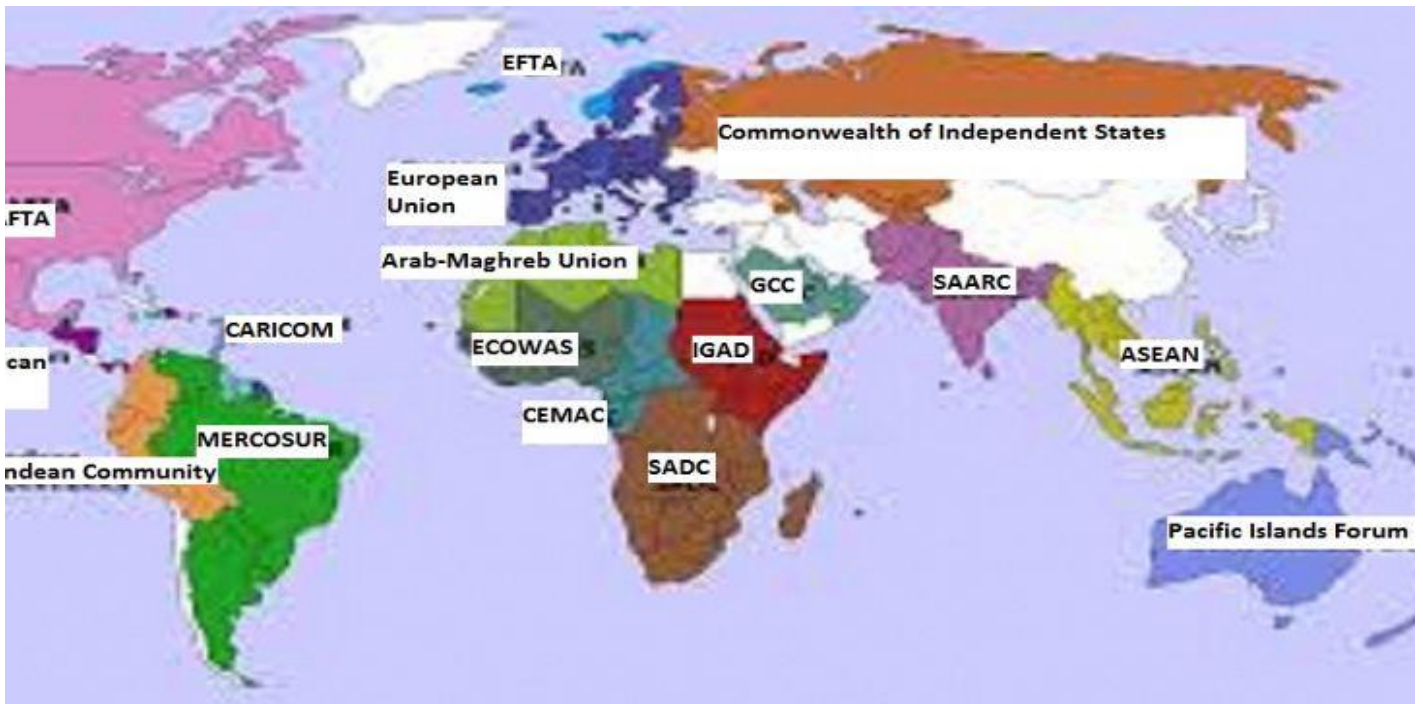 EFTA
Commonwealth of Independent States
European
Union
AFTA
Arab-Maghreb Union
GCC
SAARC
CARICOM
ECOWAS
IGAD
ASEAN
can
CEMAC
MERCOSUR
ndean Community
SADC
Pacific Islands Forum